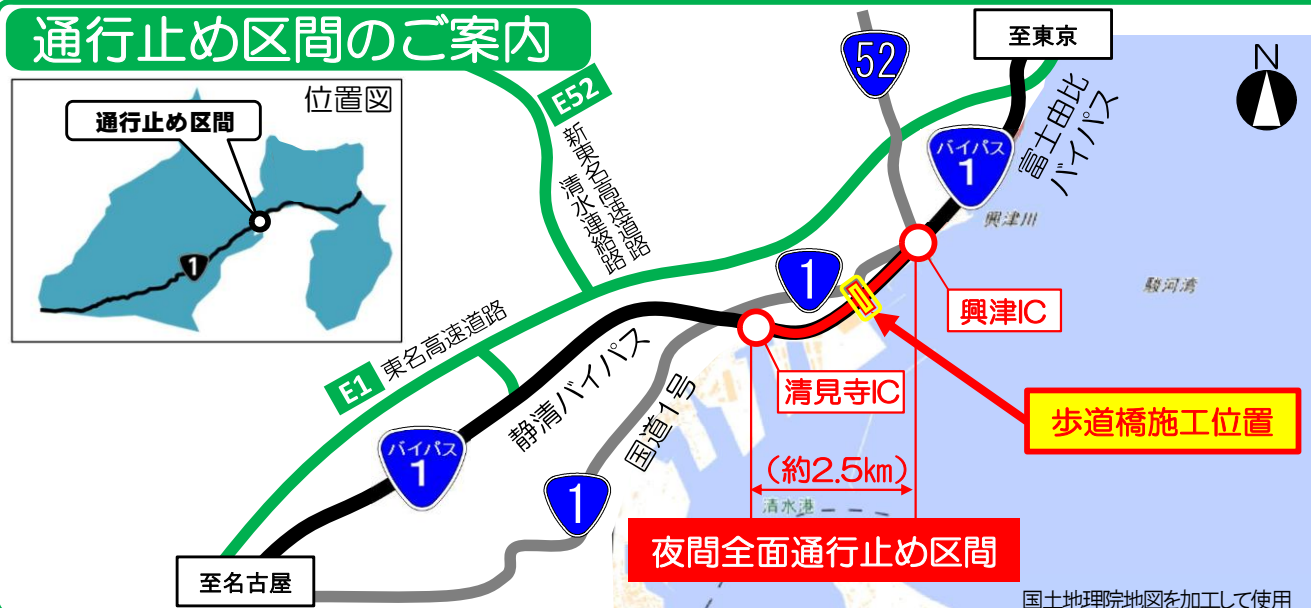 通行止め区間のご案内
位置図
通行止め区間
1
E52
新東名高速道路
清水連絡路
52
至東京
N
バイパス
1
富士由比
バイパス
興津川
駿河湾
1
興津IC
清見寺IC
歩道橋施工位置
E1 東名高速道路
静清バイパス
国道1号
バイパス
1
1
(約2.5km)
清水港
夜間全面通行止め区間
至名古屋
国土地理院地図を加工して使用